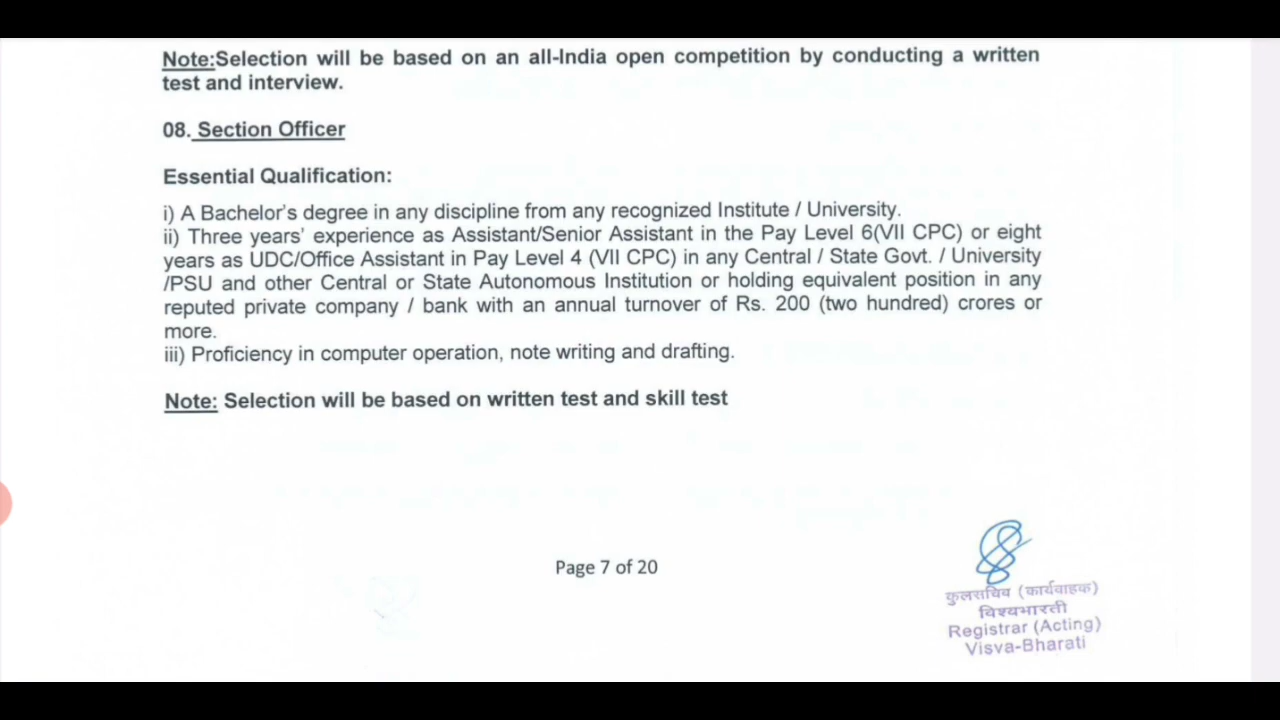 Note:Selection will be based on an all-India open competition by conducting a written
test and interview.
08. Section Officer
Essential Qualification:
i) A Bachelor's degree in any discipline from any recognized Institute / University.
ii) Three years' experience as Assistant/Senior Assistant in the Pay Level 6(VII CPC) or eight
years as UDC/Office Assistant in Pay Level 4 (VII CPC) in any Central / State Govt. / University
/PSU and other Central or State Autonomous Institution or holding equivalent position in any
reputed private company / bank with an annual turnover of Rs. 200 (two hundred) crores or
more.
iii) Proficiency in computer operation, note writing and drafting.
Note: Selection will be based on written test and skill test
Page 7 of 20
कुलसचिव (कार्यवाहक)
विश्वभारती
Registrar (Acting)
Visva-Bharati